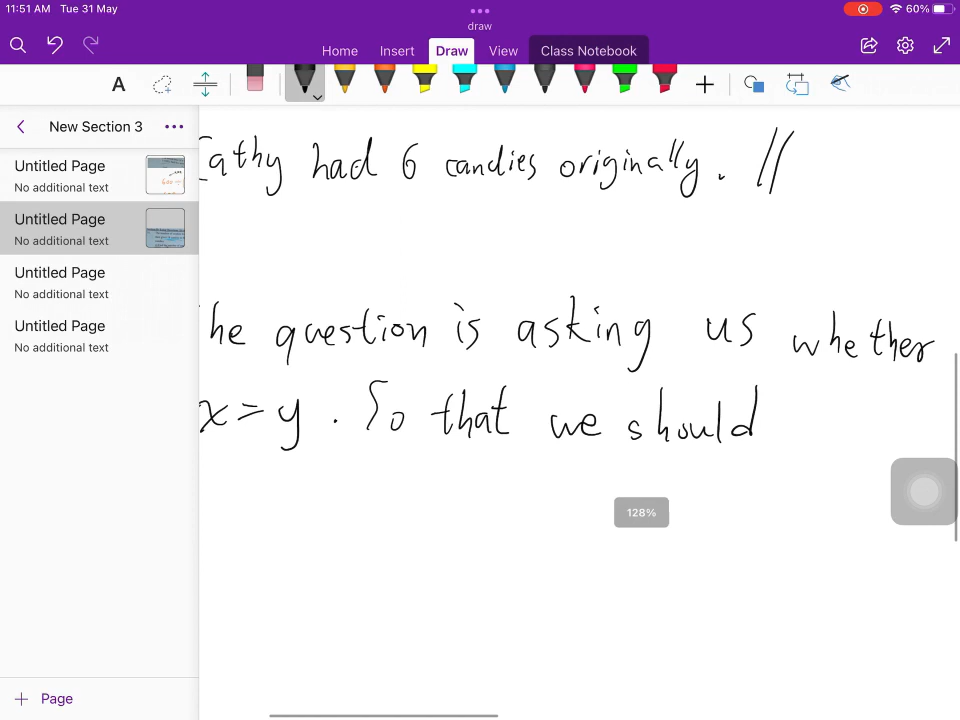 11:51 AM Tue 31 May
60%
draw
Home Insert Draw View Class Notebook
A
New Section 3
Untitled Page
No additional text
Untitled Page
No additional text
Untitled Page
No additional text
Untitled Page
No additional text
Page
Cathy had 6 candies originally. //
he question is asking us whether
x = y. So that we should
128%